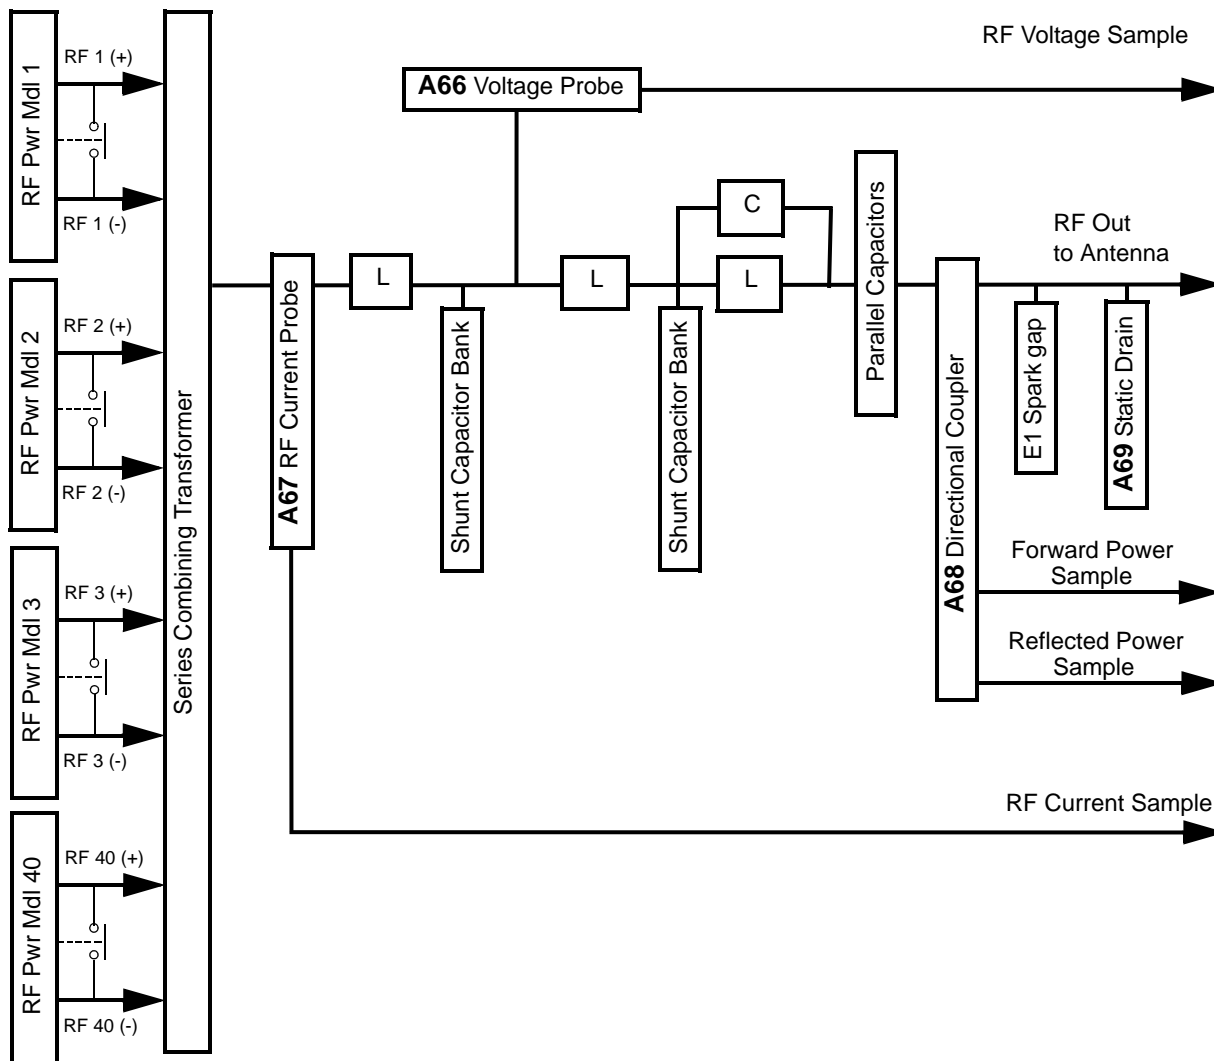 RF Pwr Mdl 1
RF 1 (+)
RF 1 (-)
RF Pwr Mdl 2
RF 2 (+)
RF 2 (-)
RF Pwr Mdl 3
RF 3 (+)
RF 3 (-)
RF Pwr Mdl 40
RF 40 (+)
RF 40 (-)
Series Combining Transformer
A67 RF Current Probe
L
Shunt Capacitor Bank
A66 Voltage Probe
RF Voltage Sample
L
Shunt Capacitor Bank
C
L
Parallel Capacitors
A68 Directional Coupler
RF Out
to Antenna
E1 Spark gap
A69 Static Drain
Forward Power
Sample
Reflected Power
Sample
RF Current Sample